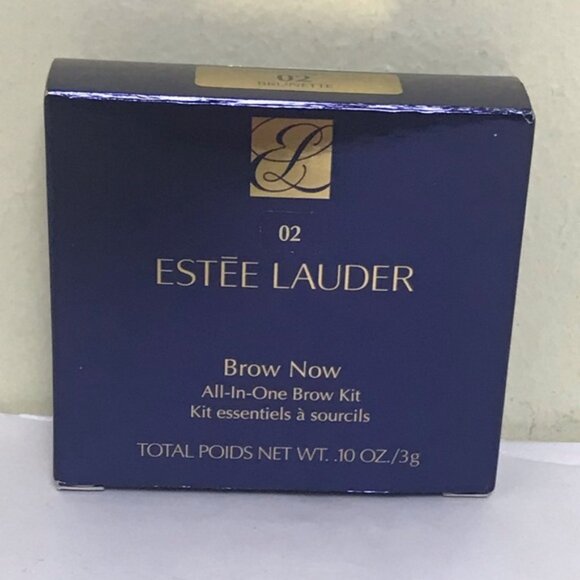 02
BRUNETTE
EL
02
ESTĒE LAUDER
Brow Now
All-In-One Brow Kit
Kit essentiels à sourcils
TOTAL POIDS NET WT. .10 OZ./3g